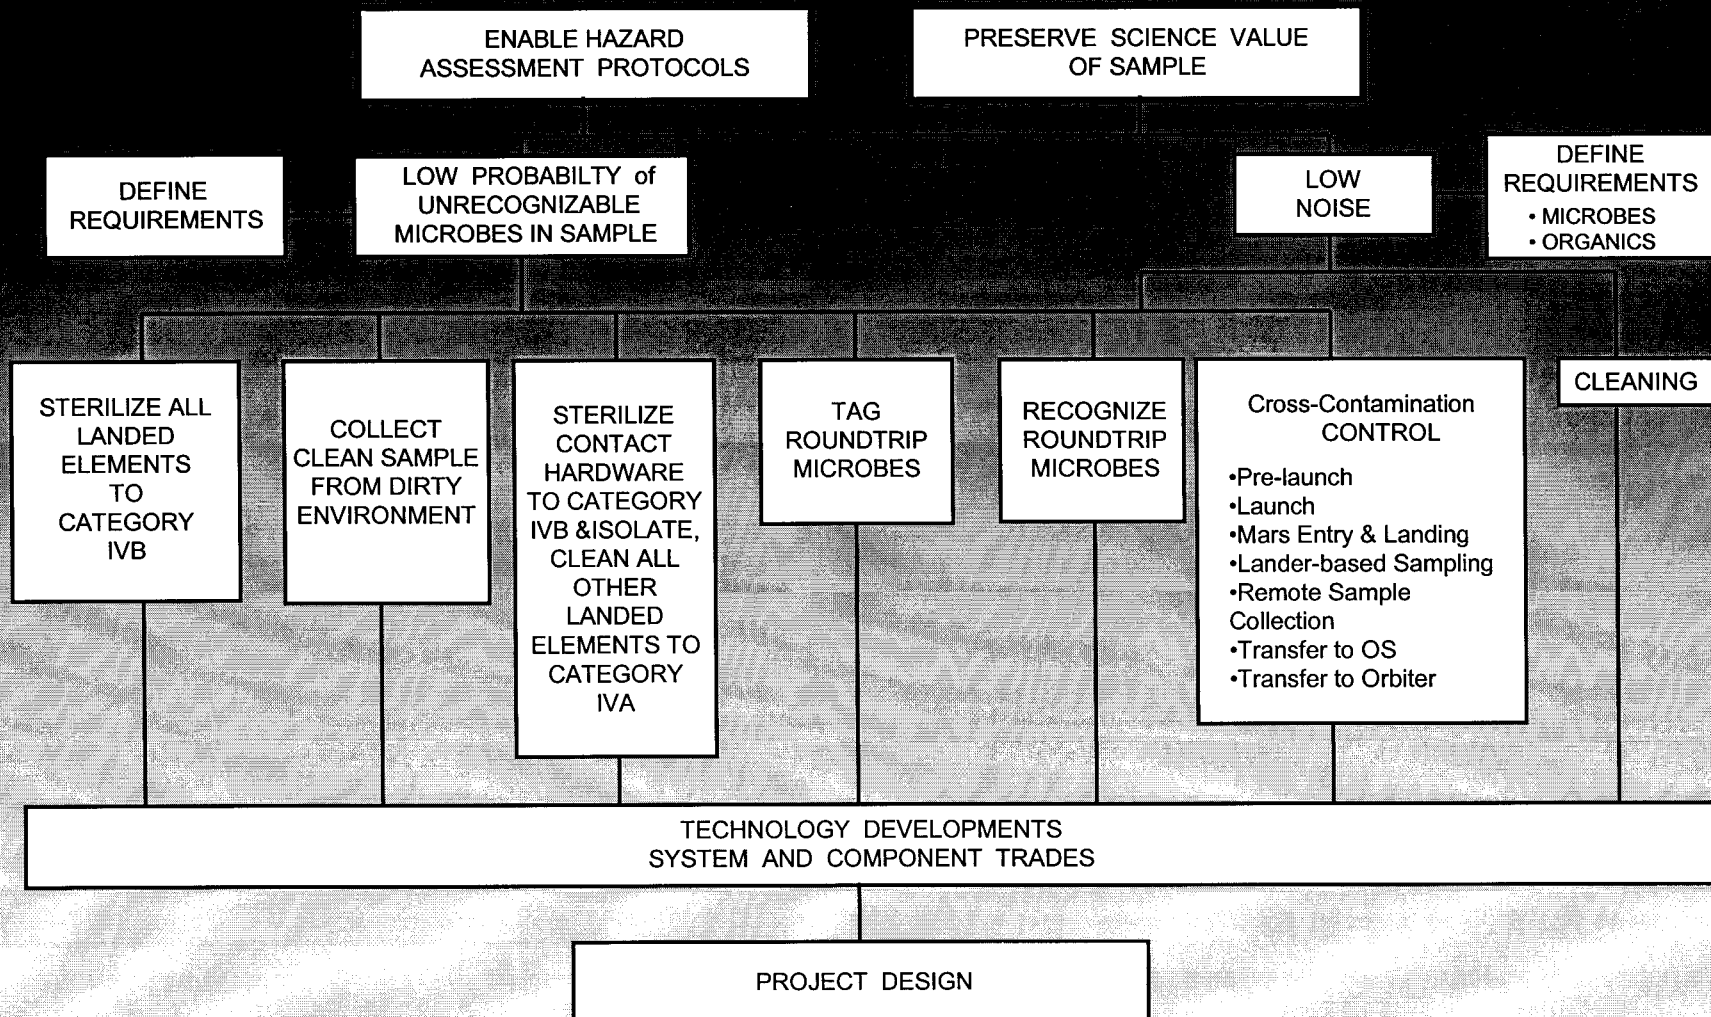 ENABLE HAZARD
ASSESSMENT PROTOCOLS
PRESERVE SCIENCE VALUE
OF SAMPLE
DEFINE
REQUIREMENTS
LOW PROBABILTY of
UNRECOGNIZABLE
MICROBES IN SAMPLE
LOW
NOISE
DEFINE
REQUIREMENTS
• MICROBES
• ORGANICS
STERILIZE ALL
LANDED
ELEMENTS
TO
CATEGORY
IVB
COLLECT
CLEAN SAMPLE
FROM DIRTY
ENVIRONMENT
STERILIZE
CONTACT
HARDWARE
TO CATEGORY
IVB &ISOLATE,
CLEAN ALL
OTHER
LANDED
ELEMENTS TO
CATEGORY
IVA
TAG
ROUNDTRIP
MICROBES
RECOGNIZE
ROUNDTRIP
MICROBES
Cross-Contamination
CONTROL
•Pre-launch
•Launch
•Mars Entry & Landing
•Lander-based Sampling
•Remote Sample
Collection
•Transfer to OS
•Transfer to Orbiter
CLEANING
TECHNOLOGY DEVELOPMENTS
SYSTEM AND COMPONENT TRADES
PROJECT DESIGN